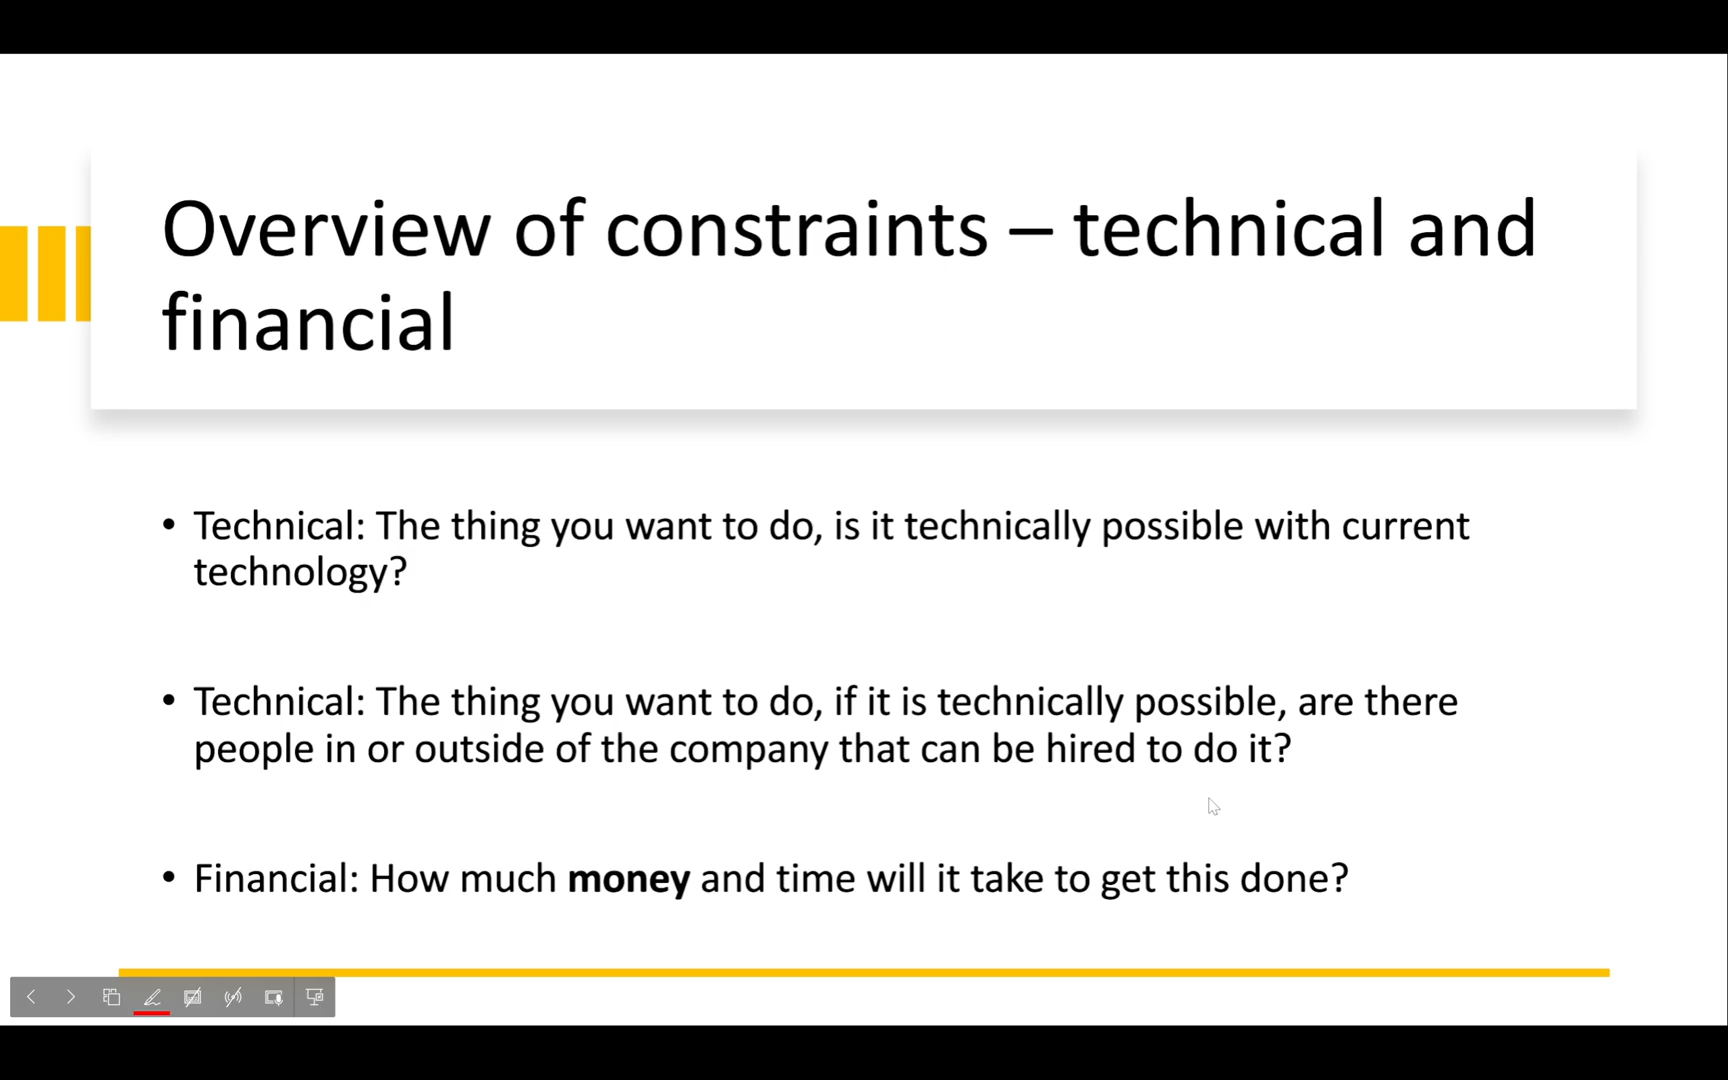 Overview of constraints – technical and
financial
• Technical: The thing you want to do, is it technically possible with current
technology?
• Technical: The thing you want to do, if it is technically possible, are there
people in or outside of the company that can be hired to do it?
• Financial: How much money and time will it take to get this done?